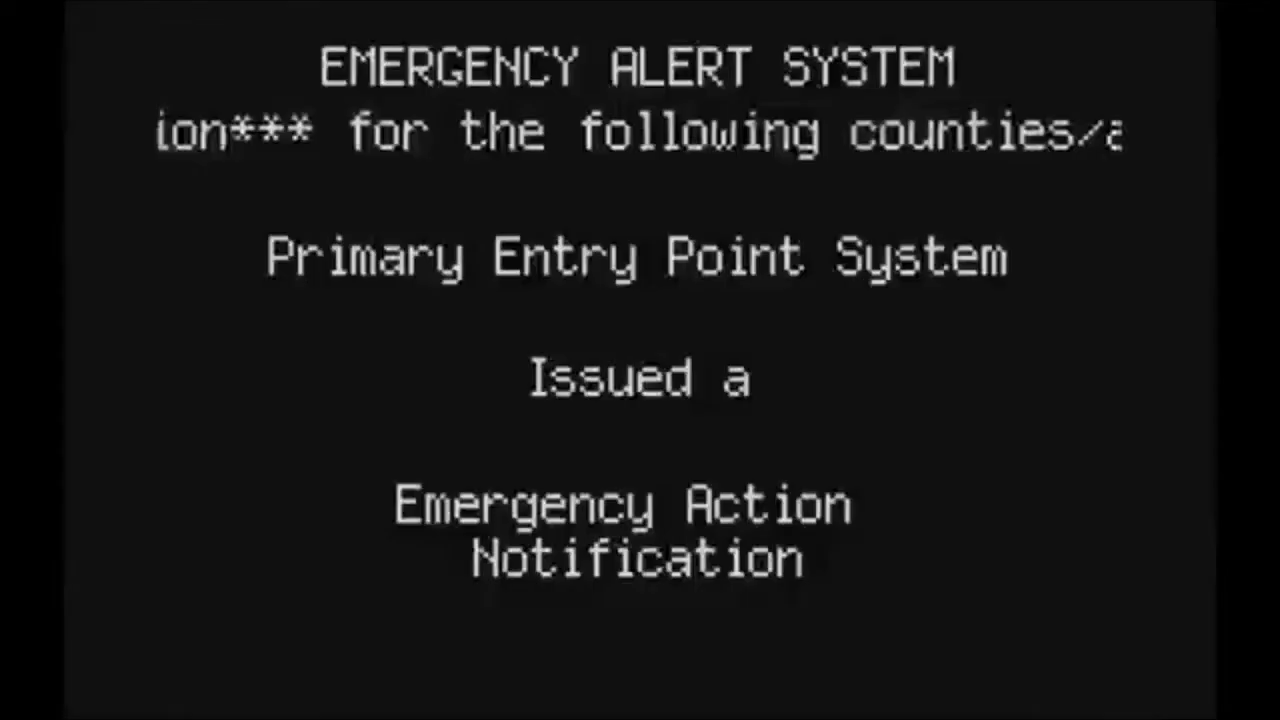 EMERGENCY ALERT SYSTEM
ion*** for the following counties/a
Primary Entry Point System
Issued a
Emergency Action
Notification